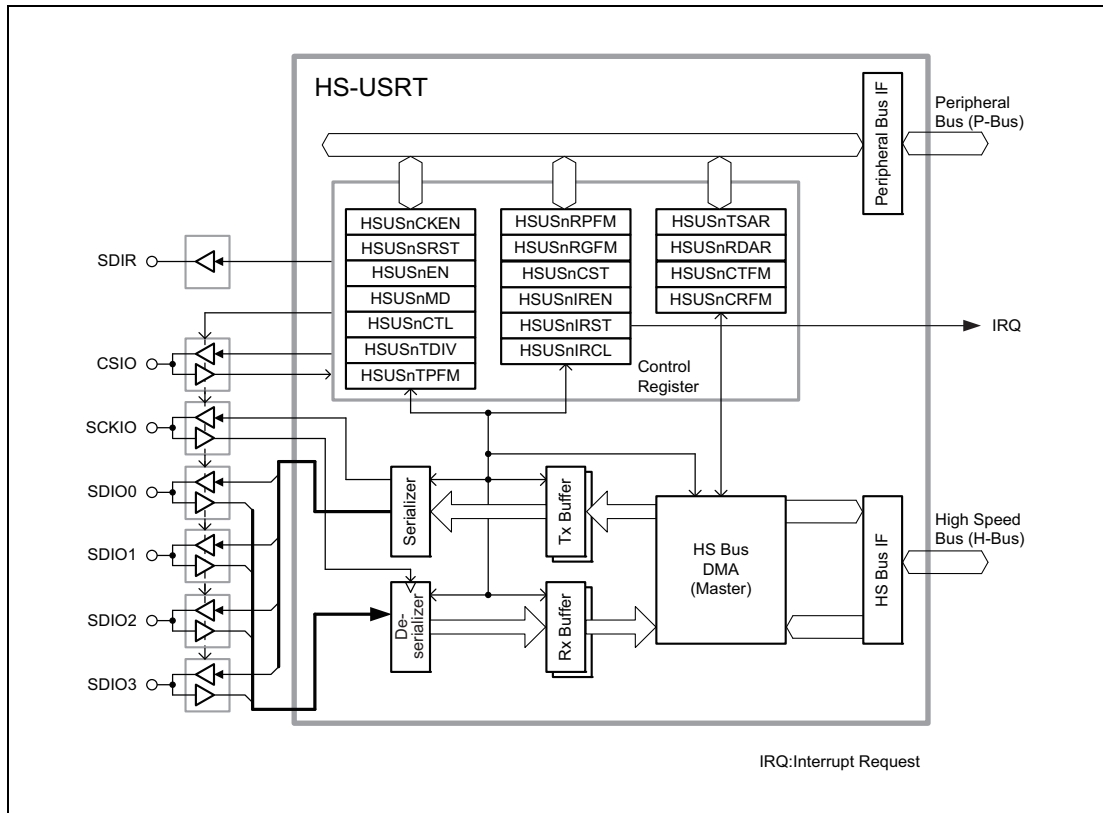 HS-USRT
Peripheral Bus IF
Peripheral
Bus (P-Bus)
HSUSnCKEN
HSUSnSRST
HSUSnEN
HSUSnMD
HSUSnCTL
HSUSnTDIV
HSUSnTPFM
HSUSnRPFM
HSUSnRGFM
HSUSnCST
HSUSnIREN
HSUSnIRST
HSUSnIRCL
HSUSnTSAR
HSUSnRDAR
HSUSnCTFM
HSUSnCRFM
Control
Register
IRQ
SDIR
CSIO
SCKIO
SDIO0
SDIO1
SDIO2
SDIO3
Serializer
Tx Buffer
De-
serializer
Rx Buffer
HS Bus
DMA
(Master)
HS Bus IF
High Speed
Bus (H-Bus)
IRQ:Interrupt Request